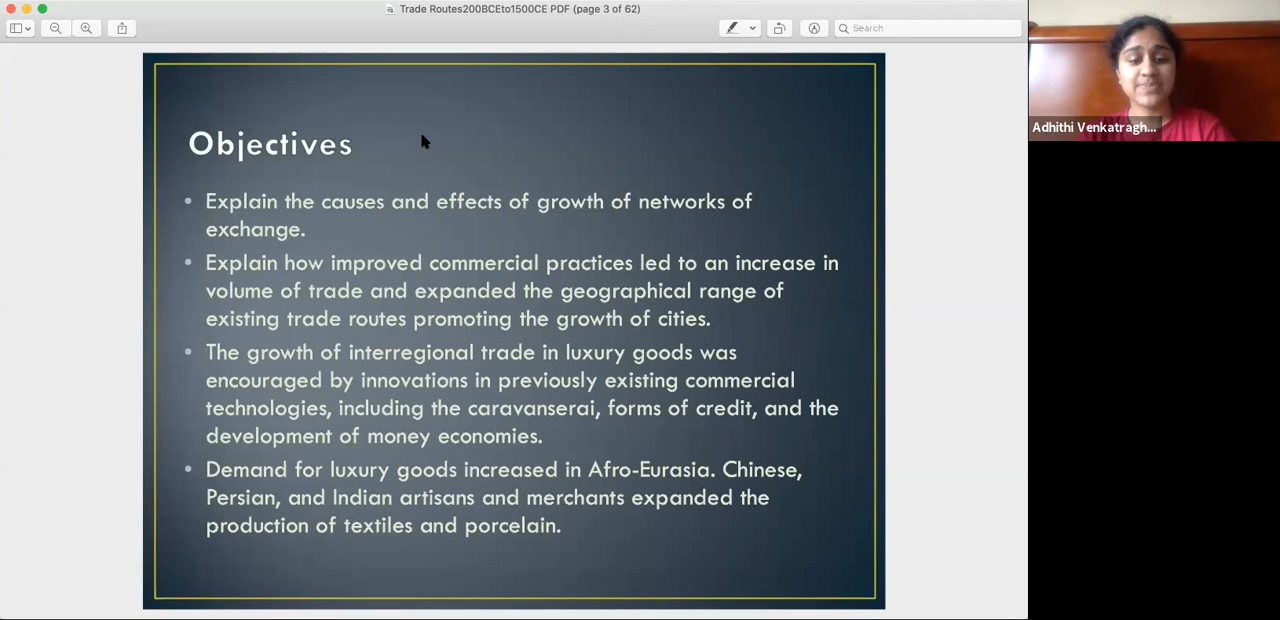 Trade Routes200BCEto1500CE PDF (page 3 of 62)
Search
Adhithi Venkatragh...
Objectives
• Explain the causes and effects of growth of networks of
exchange.
• Explain how improved commercial practices led to an increase in
volume of trade and expanded the geographical range of
existing trade routes promoting the growth of cities.
• The growth of interregional trade in luxury goods was
encouraged by innovations in previously existing commercial
technologies, including the caravanserai, forms of credit, and the
development of money economies.
• Demand for luxury goods increased in Afro-Eurasia. Chinese,
Persian, and Indian artisans and merchants expanded the
production of textiles and porcelain.